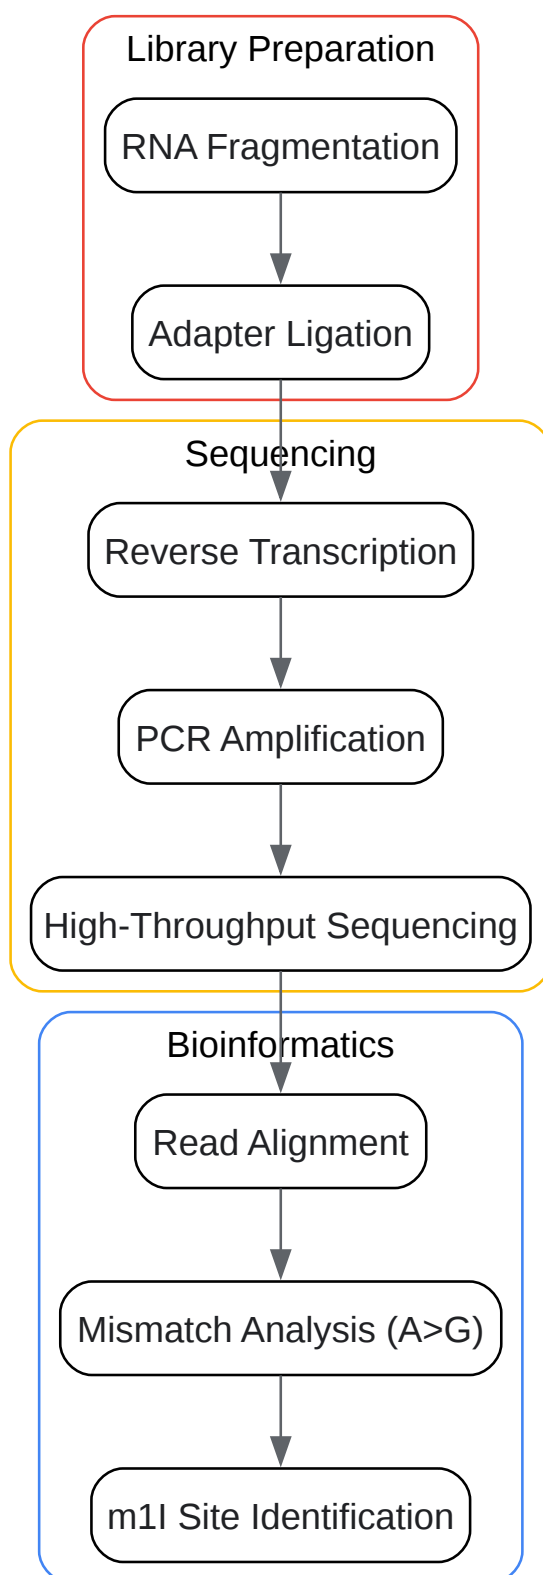 Library Preparation
RNA Fragmentation
Adapter Ligation
Sequencing
Reverse Transcription
PCR Amplification
High-Throughput Sequencing
Bioinformatics
Read Alignment
Mismatch Analysis (A>G)
m1I Site Identification